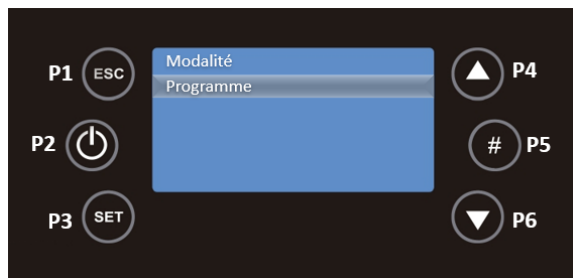 P1 ESC
Modalité
Programme
P4
P2
# P5
P3 SET
P6